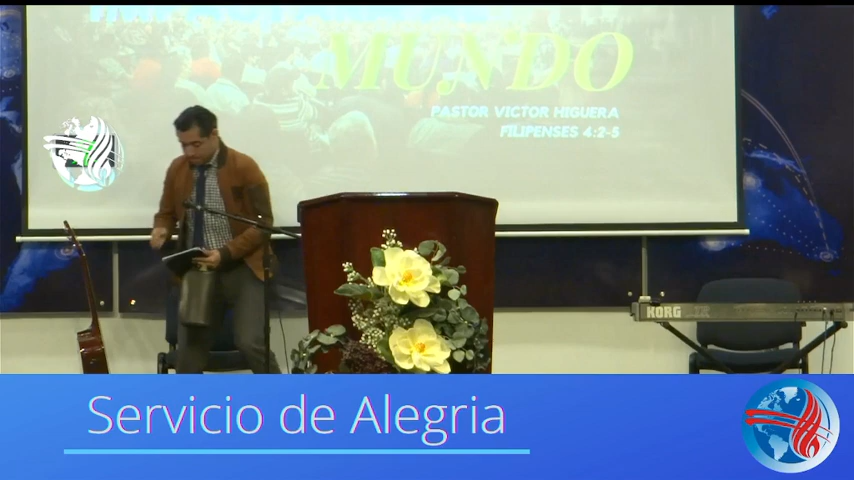 MUNDO
PASTOR VICTOR HIGUERA
FILIPENSES 4:2-5
KORG
Servicio de Alegria